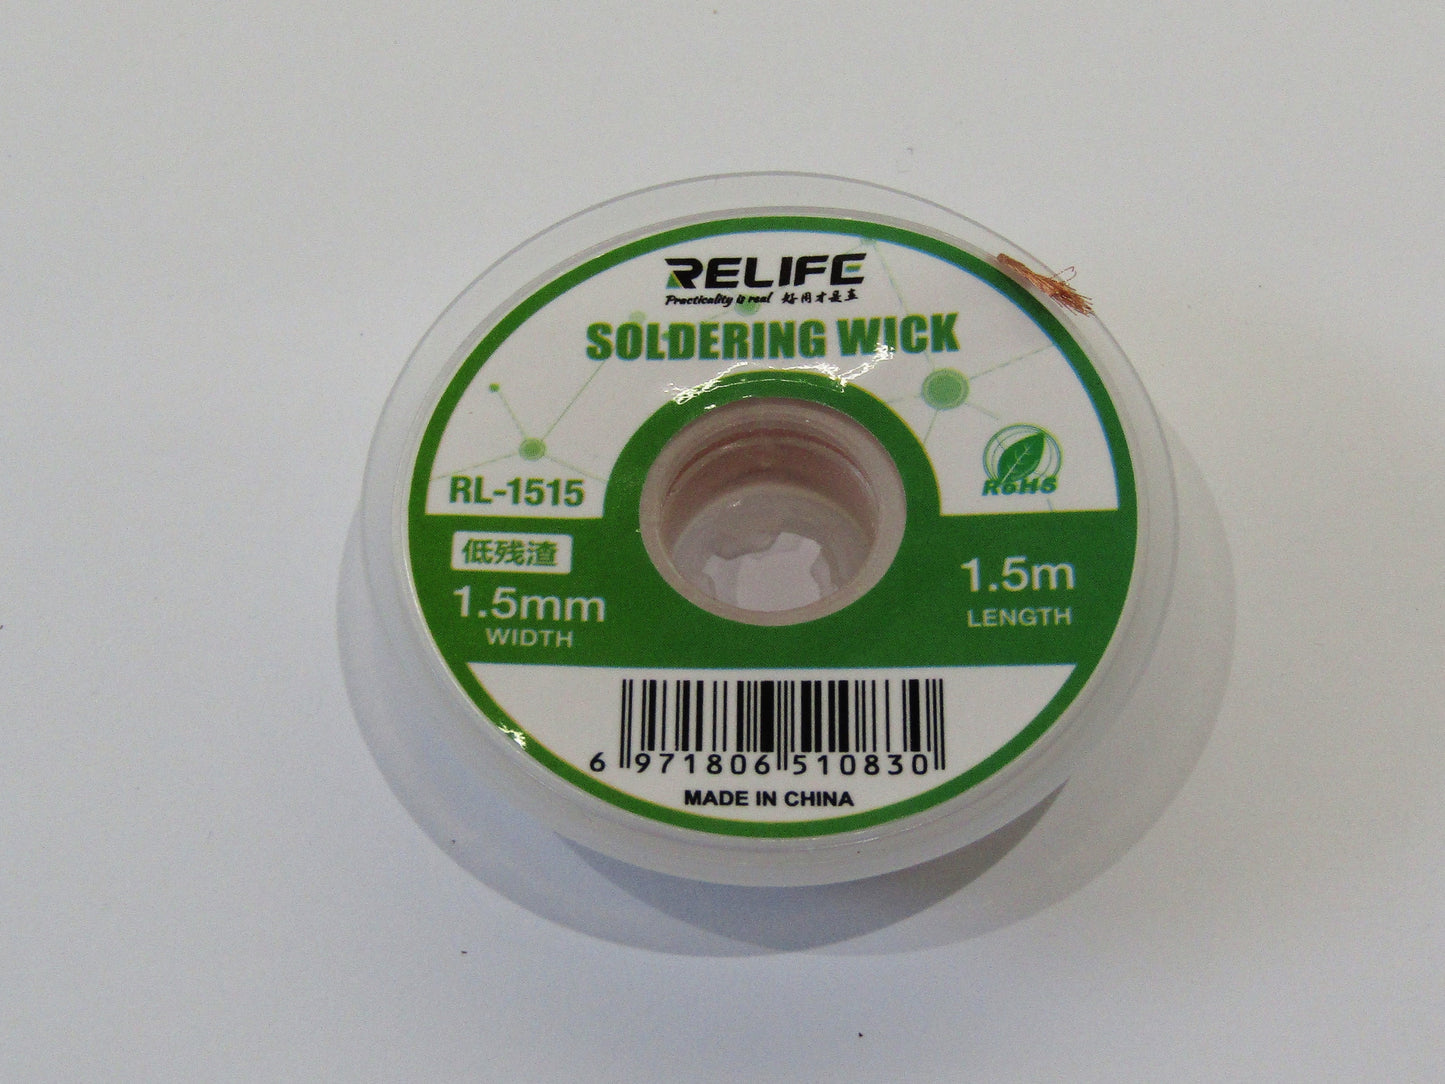 RELIFE
Practicality is real 好用才是真
SOLDERING WICK
RL-1515
RoHS
低残渣
1.5mm
WIDTH
1.5m
LENGTH
6 971806 510830
MADE IN CHINA